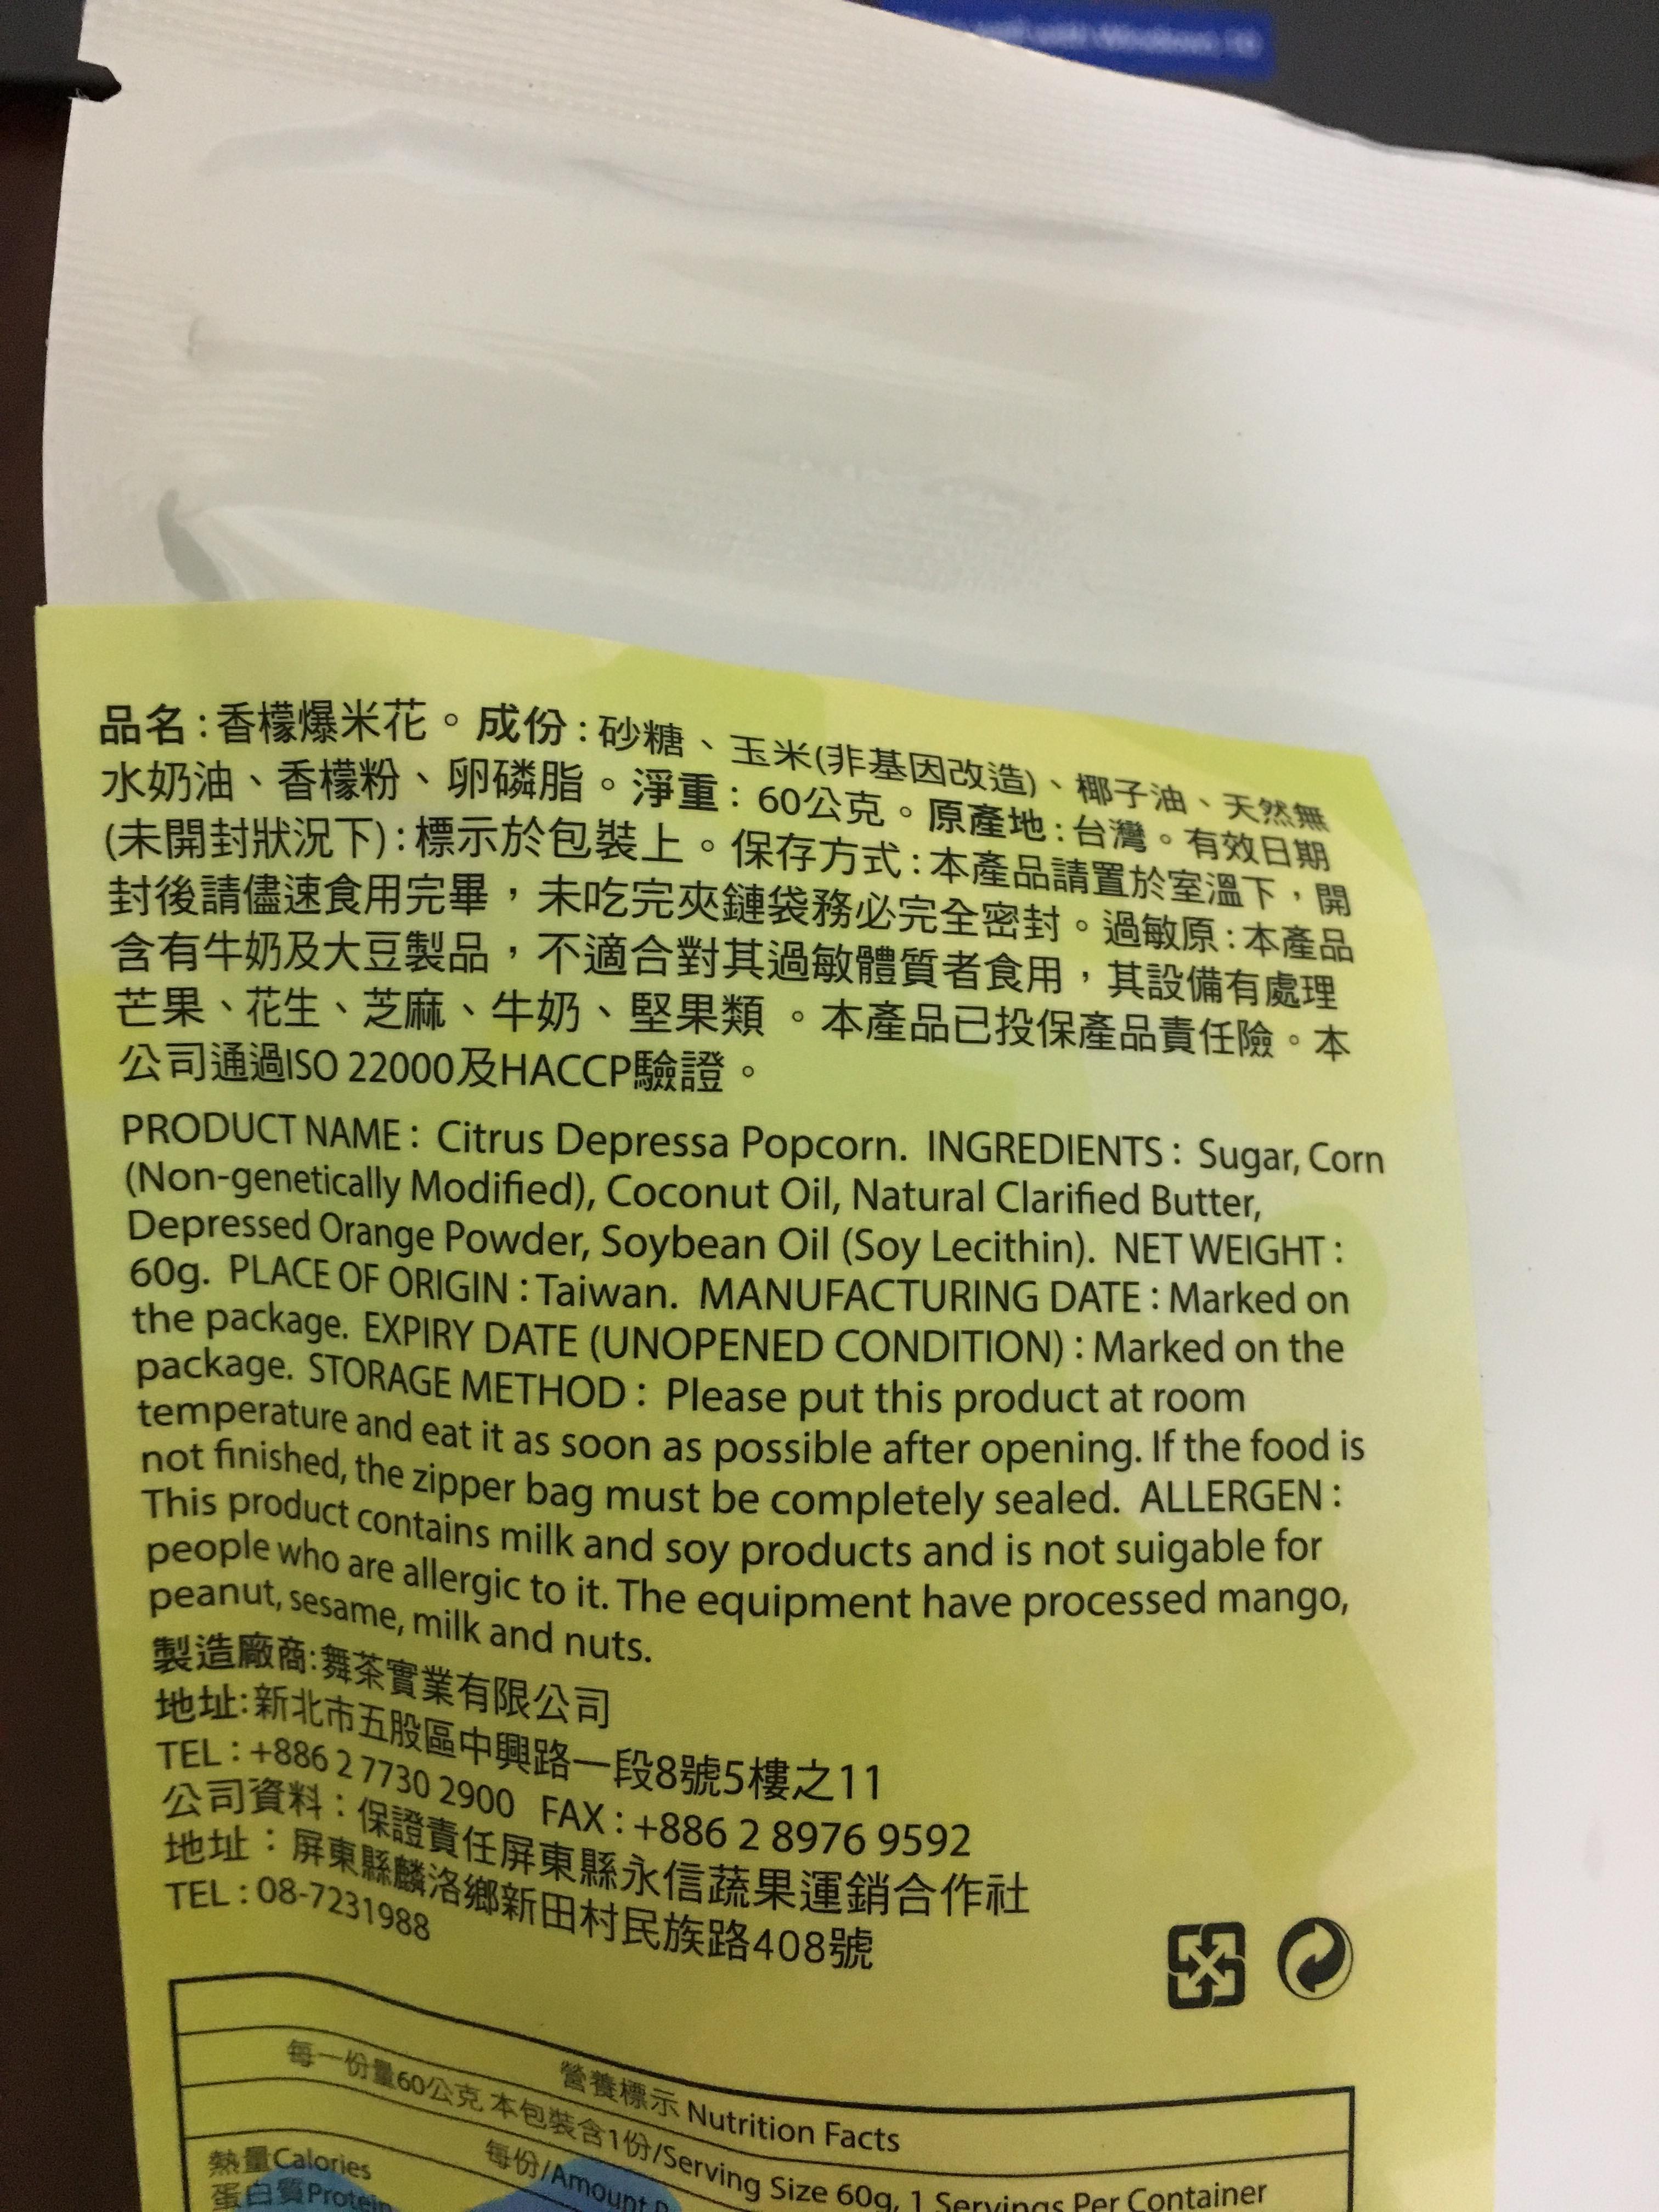 with Windows 10
品名:香檬爆米花。成份:砂糖、玉米(非基因改造)、椰子油、天然無
水奶油、香檬粉、卵磷脂。淨重:60公克。原產地:台灣。有效日期
(未開封狀況下):標示於包裝上。保存方式:本產品請置於室溫下,開
封後請儘速食用完畢,未吃完夾鏈袋務必完全密封。過敏原:本產品
含有牛奶及大豆製品,不適合對其過敏體質者食用,其設備有處理
芒果、花生、芝麻、牛奶、堅果類。本產品已投保產品責任險。本
公司通過ISO 22000及HACCP驗證。
PRODUCT NAME: Citrus Depressa Popcorn. INGREDIENTS: Sugar, Corn
(Non-genetically Modified), Coconut Oil, Natural Clarified Butter,
Depressed Orange Powder, Soybean Oil (Soy Lecithin). NET WEIGHT:
60g. PLACE OF ORIGIN: Taiwan. MANUFACTURING DATE: Marked on
the package. EXPIRY DATE (UNOPENED CONDITION): Marked on the
package. STORAGE METHOD: Please put this product at room
temperature and eat it as soon as possible after opening. If the food is
not finished, the zipper bag must be completely sealed. ALLERGEN:
This product contains milk and soy products and is not suigable for
people who are allergic to it. The equipment have processed mango,
peanut, sesame, milk and nuts.
製造廠商:舞茶實業有限公司
地址:新北市五股區中興路一段8號5樓之11
TEL: +886 2 7730 2900 FAX: +886 2 8976 9592
公司資料:保證責任屏東縣永信蔬果運銷合作社
地址:屏東縣麟洛鄉新田村民族路408號
TEL: 08-7231988
營養標示 Nutrition Facts
每一份量60公克 本包裝含1份/Serving Size 60g, 1 Servings Per Container
每份/Amount P
熱量Calories
蛋白質Protein